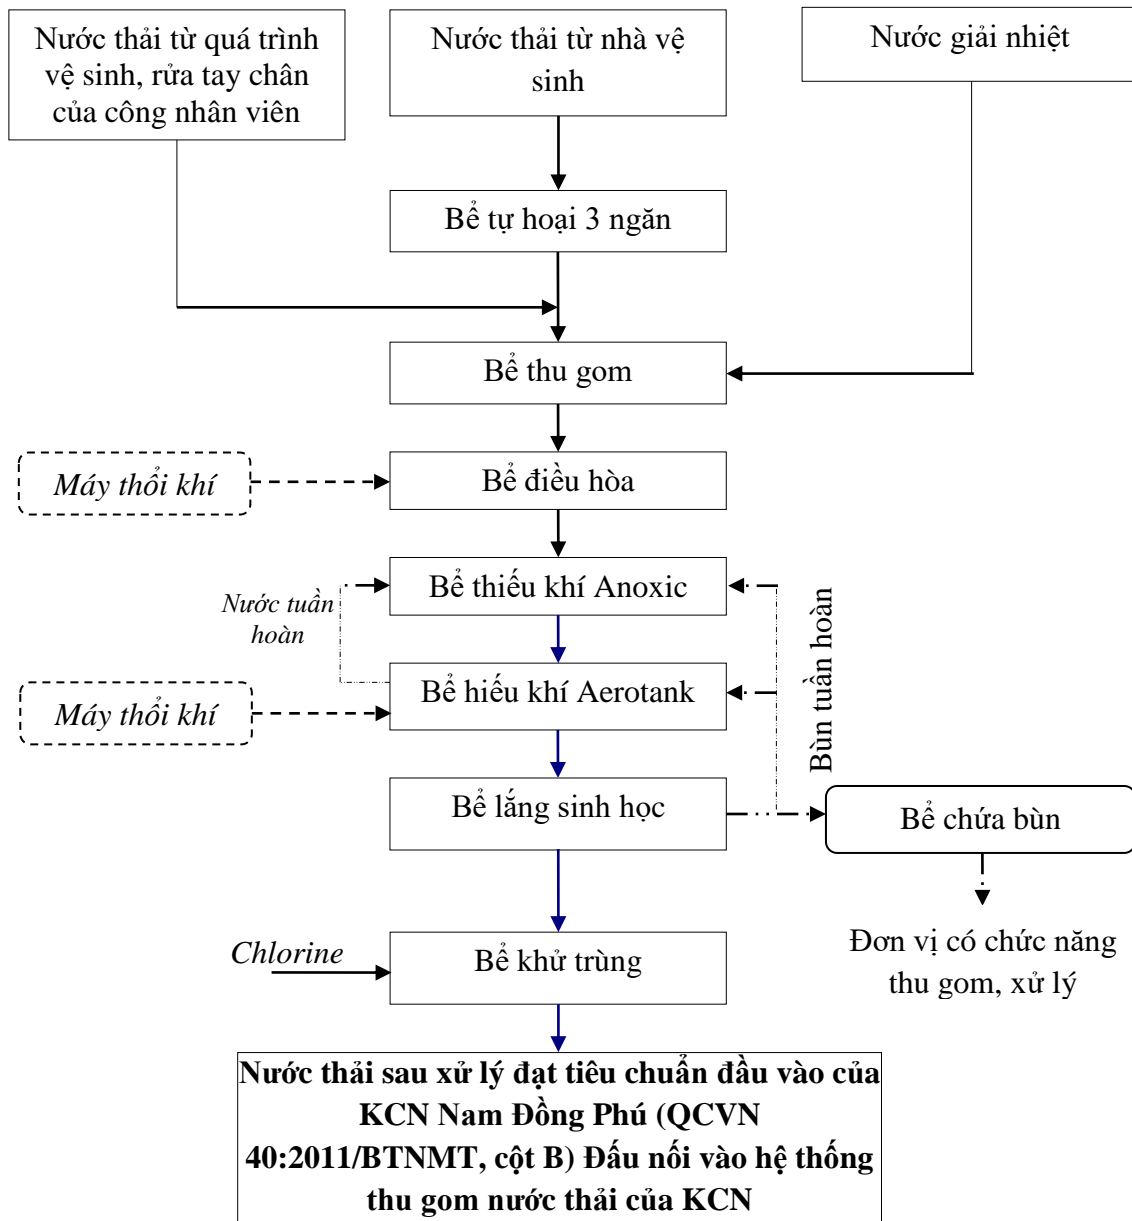 Nước thải từ quá trình
vệ sinh, rửa tay chân
của công nhân viên
Nước thải từ nhà vệ
sinh
Nước giải nhiệt
Bể tự hoại 3 ngăn
Bể thu gom
Máy thổi khí
Bể điều hòa
Bể thiếu khí Anoxic
Nước tuần
hoàn
Bùn tuần hoàn
Bể hiếu khí Aerotank
Máy thổi khí
Bể lắng sinh học
Bể chứa bùn
Chlorine
Bể khử trùng
Đơn vị có chức năng
thu gom, xử lý
Nước thải sau xử lý đạt tiêu chuẩn đầu vào của
KCN Nam Đồng Phú (QCVN
40:2011/BTNMT, cột B) Đấu nối vào hệ thống
thu gom nước thải của KCN